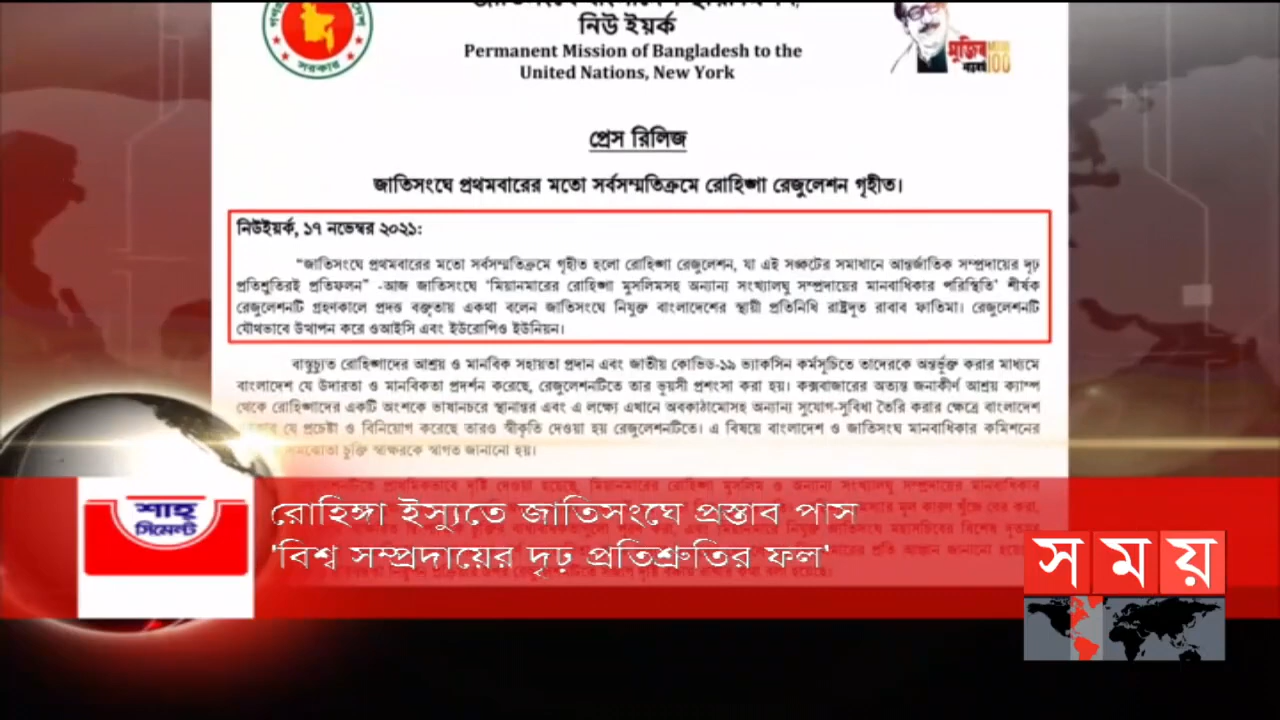 নিউ ইয়র্ক
Permanent Mission of Bangladesh to the
United Nations, New York
সরকার
মুজিব
100
প্রেস রিলিজ
জাতিসংঘে প্রথমবারের মতো সর্বসম্মতিক্রমে রোহিঙ্গা রেজুলেশন গৃহীত।
নিউইয়র্ক, ১৭ নভেম্বর ২০২১:
“জাতিসংঘে প্রথমবারের মতো সর্বসম্মতিক্রমে গৃহীত হলো রোহিঙ্গা রেজুলেশন, যা এই সঙ্কটের সমাধানে আন্তর্জাতিক সম্প্রদায়ের দৃঢ়
প্রতিশ্রুতিরই প্রতিফলন” -আজ জাতিসংঘে ‘মিয়ানমারের রোহিঙ্গা মুসলিমসহ অন্যান্য সংখ্যালঘু সম্প্রদায়ের মানবাধিকার পরিস্থিতি’ শীর্ষক
রেজুলেশনটি গ্রহণকালে প্রদত্ত বক্তৃতায় একথা বলেন জাতিসংঘে নিযুক্ত বাংলাদেশের স্থায়ী প্রতিনিধি রাষ্ট্রদূত রাবাব ফাতিমা। রেজুলেশনটি
যৌথভাবে উত্থাপন করে ওআইসি এবং ইউরোপিও ইউনিয়ন।
বাস্তুচ্যুত রোহিঙ্গাদের আশ্রয় ও মানবিক সহায়তা প্রদান এবং জাতীয় কোভিড-১৯ ভ্যাকসিন কর্মসূচিতে তাদেরকে অন্তর্ভুক্ত করার মাধ্যমে
বাংলাদেশ যে উদারতা ও মানবিকতা প্রদর্শন করেছে, রেজুলেশনটিতে তার ভূয়সী প্রশংসা করা হয়। কক্সবাজারের অত্যন্ত জনাকীর্ণ আশ্রয় ক্যাম্প
থেকে রোহিঙ্গাদের একটি অংশকে ভাষানচরে স্থানান্তর এবং এ লক্ষ্যে এখানে অবকাঠামোসহ অন্যান্য সুযোগ-সুবিধা তৈরি করার ক্ষেত্রে বাংলাদেশ
যে প্রচেষ্টা ও বিনিয়োগ করেছে তারও স্বীকৃতি দেওয়া হয় রেজুলেশনটিতে। এ বিষয়ে বাংলাদেশ ও জাতিসংঘ মানবাধিকার কমিশনের
সমঝোতা চুক্তি স্বাক্ষরকে স্বাগত জানানো হয়।
শাহ্
সিমেন্ট
রোহিঙ্গা ইস্যুতে জাতিসংঘে প্রস্তাব পাস
'বিশ্ব সম্প্রদায়ের দৃঢ় প্রতিশ্রুতির ফল'
সময়